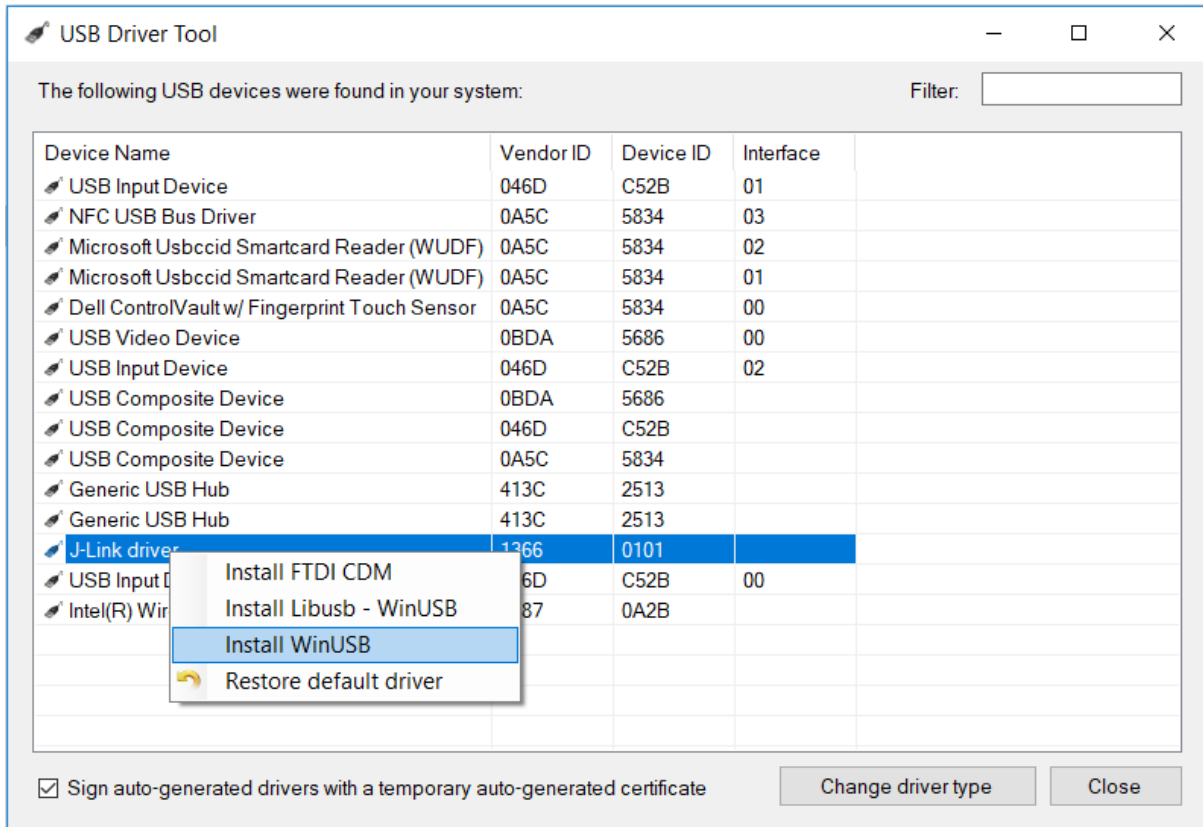 USB Driver Tool
The following USB devices were found in your system: Filter:
Device Name Vendor ID Device ID Interface
USB Input Device 046D C52B 01
NFC USB Bus Driver 0A5C 5834 03
Microsoft Usbccid Smartcard Reader (WUDF) 0A5C 5834 02
Microsoft Usbccid Smartcard Reader (WUDF) 0A5C 5834 01
Dell ControlVault w/ Fingerprint Touch Sensor 0A5C 5834 00
USB Video Device 0BDA 5686 00
USB Input Device 046D C52B 02
USB Composite Device 0BDA 5686
USB Composite Device 046D C52B
USB Composite Device 0A5C 5834
Generic USB Hub 413C 2513
Generic USB Hub 413C 2513
J-Link driver 1366 0101
USB Input 6D C52B 00
Intel(R) 87 0A2B
Install FTDI CDM
Install Libusb - WinUSB
Install WinUSB
Restore default driver
Sign auto-generated drivers with a temporary auto-generated certificate Change driver type Close